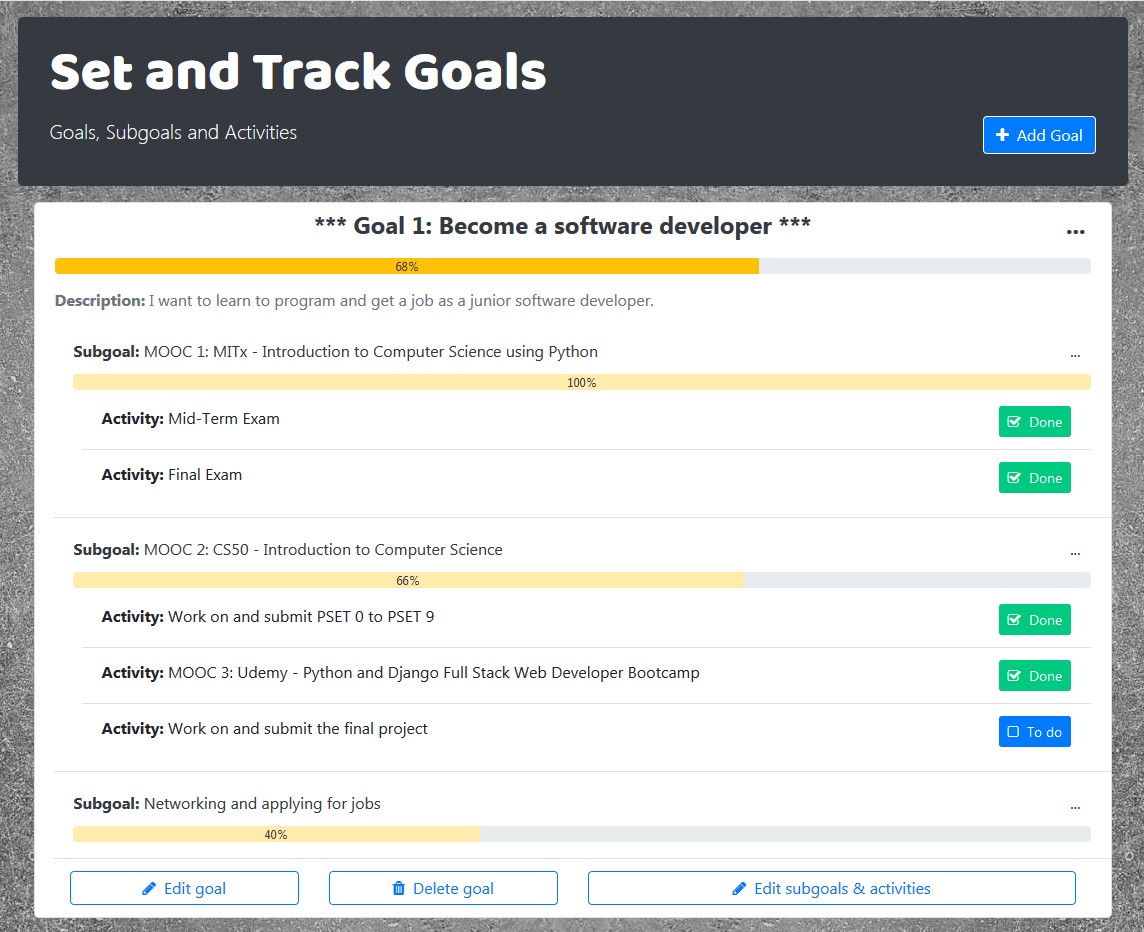 Set and Track Goals
Goals, Subgoals and Activities
Add Goal
*** Goal 1: Become a software developer ***
...
68%
Description: I want to learn to program and get a job as a junior software developer.
Subgoal: MOOC 1: MITx - Introduction to Computer Science using Python
...
100%
Activity: Mid-Term Exam
Done
Activity: Final Exam
Done
Subgoal: MOOC 2: CS50 - Introduction to Computer Science
...
66%
Activity: Work on and submit PSET 0 to PSET 9
Done
Activity: MOOC 3: Udemy - Python and Django Full Stack Web Developer Bootcamp
Done
Activity: Work on and submit the final project
To do
Subgoal: Networking and applying for jobs
...
40%
Edit goal
Delete goal
Edit subgoals & activities